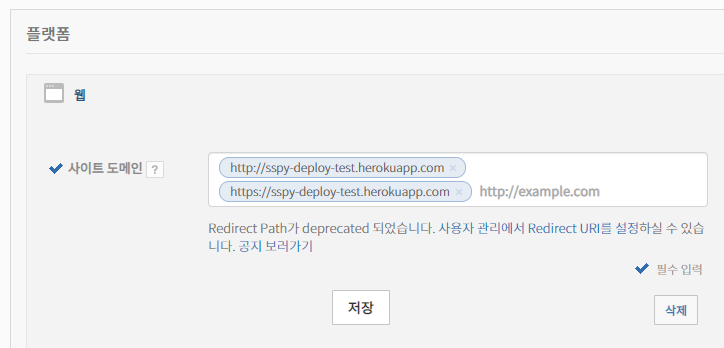 플랫폼
웹
사이트 도메인 ?
http://sspy-deploy-test.herokuapp.com ×
https://sspy-deploy-test.herokuapp.com × http://example.com
Redirect Path가 deprecated 되었습니다. 사용자 관리에서 Redirect URI를 설정하실 수 있습
니다. 공지 보러가기
필수 입력
저장
삭제